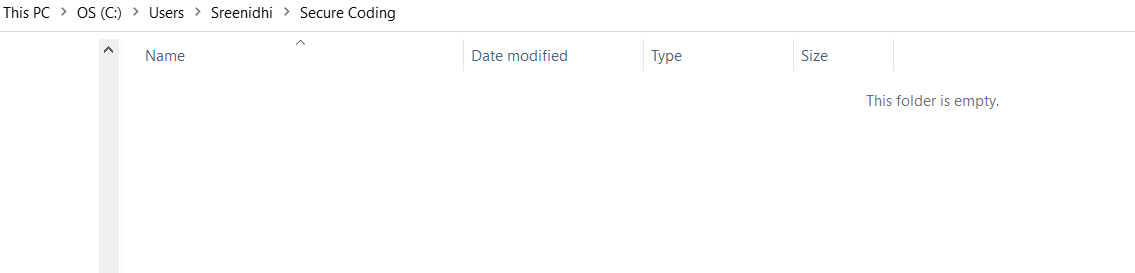 This PC > OS (C:) > Users > Sreenidhi > Secure Coding
Name Date modified Type Size
This folder is empty.